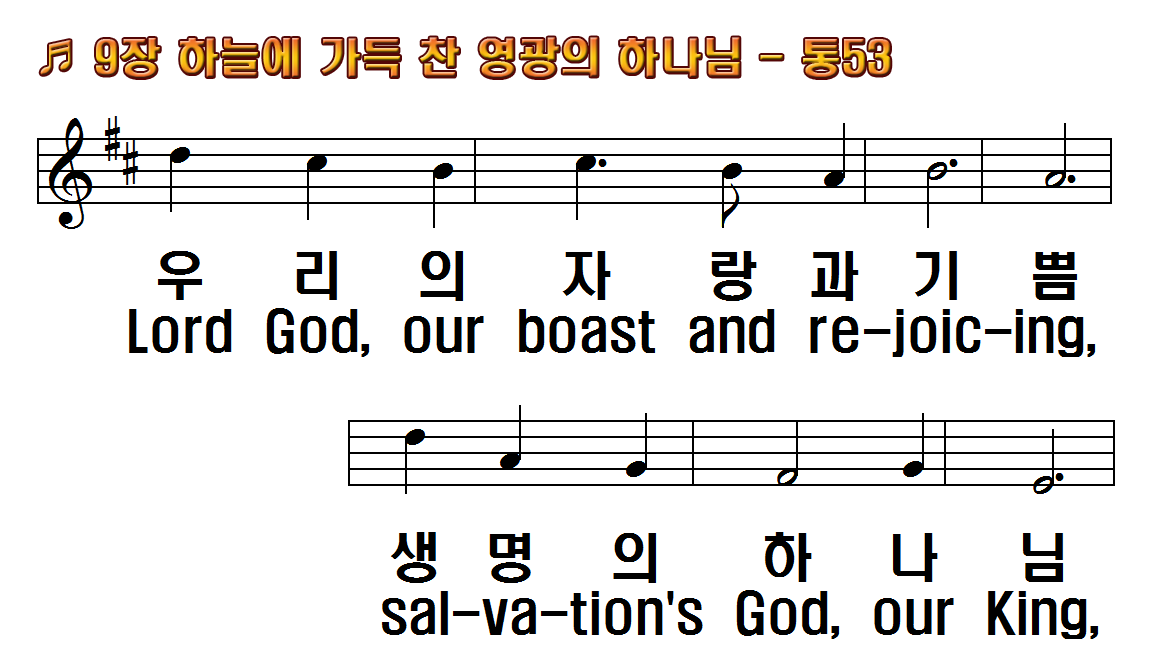 ♬ 9장 하늘에 가득 찬 영광의 하나님 - 통53
우 리 의 자 랑 과 기 쁨
Lord God, our boast and re-joic-ing,
생 명 의 하 나 님
sal-va-tion's God, our King,